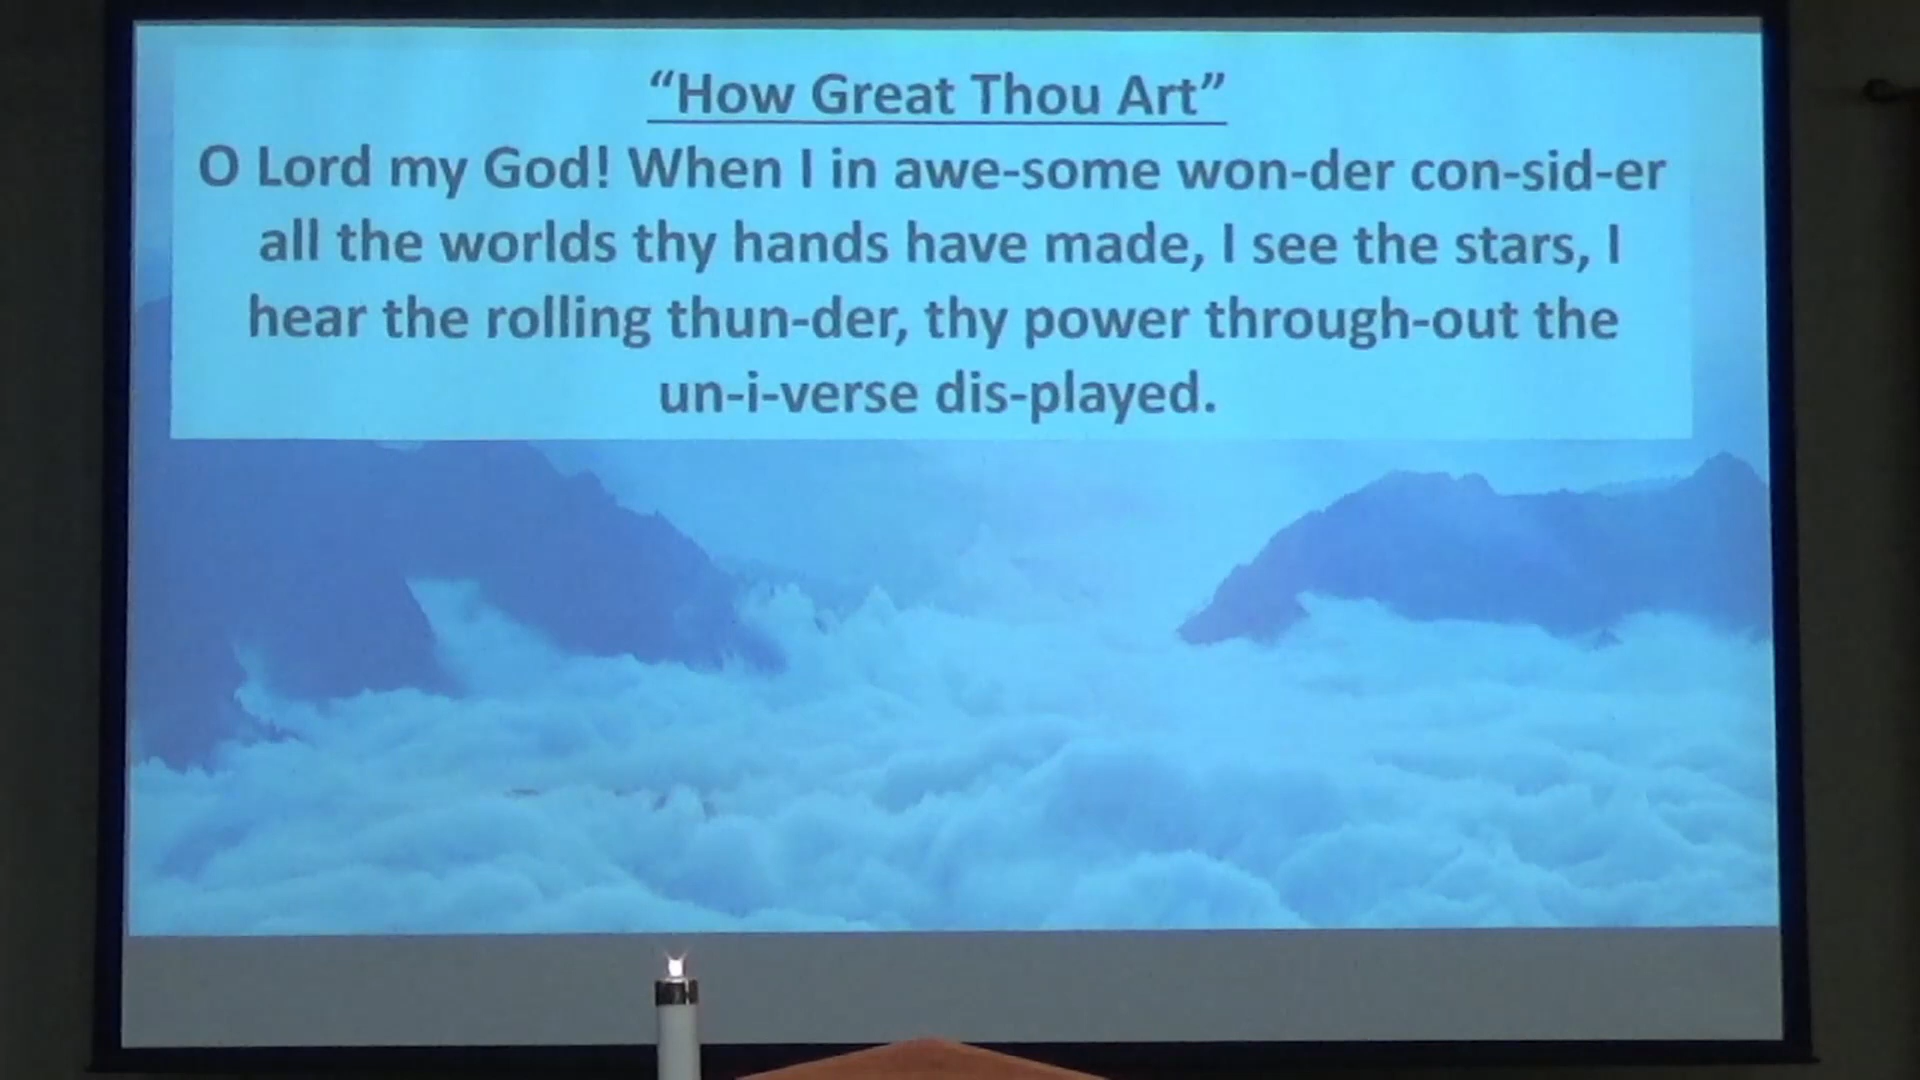 “How Great Thou Art”
O Lord my God! When I in awe-some won-der con-sid-er
all the worlds thy hands have made, I see the stars, I
hear the rolling thun-der, thy power through-out the
un-i-verse dis-played.